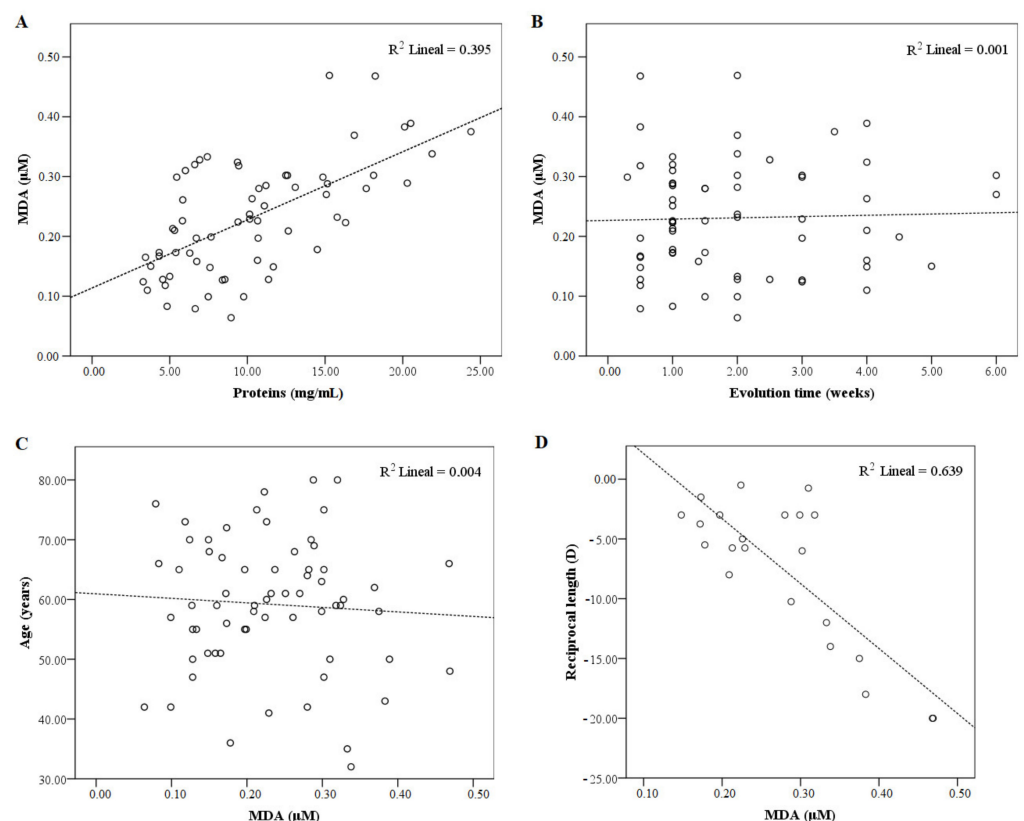 A
R² Lineal = 0.395
MDA (µM)
0.50
0.40
0.30
0.20
0.10
0.00
0.00 5.00 10.00 15.00 20.00 25.00
Proteins (mg/mL)
B
R² Lineal = 0.001
MDA (µM)
0.50
0.40
0.30
0.20
0.10
0.00
1.00 2.00 3.00 4.00 5.00 6.00
Evolution time (weeks)
C
R² Lineal = 0.004
Age (years)
80.00
70.00
60.00
50.00
40.00
30.00
0.00 0.10 0.20 0.30 0.40 0.50
MDA (µM)
D
R² Lineal = 0.639
Reciprocal length (D)
0.00
-5.00
-10.00
-15.00
-20.00
-25.00
0.10 0.20 0.30 0.40 0.50
MDA (µM)